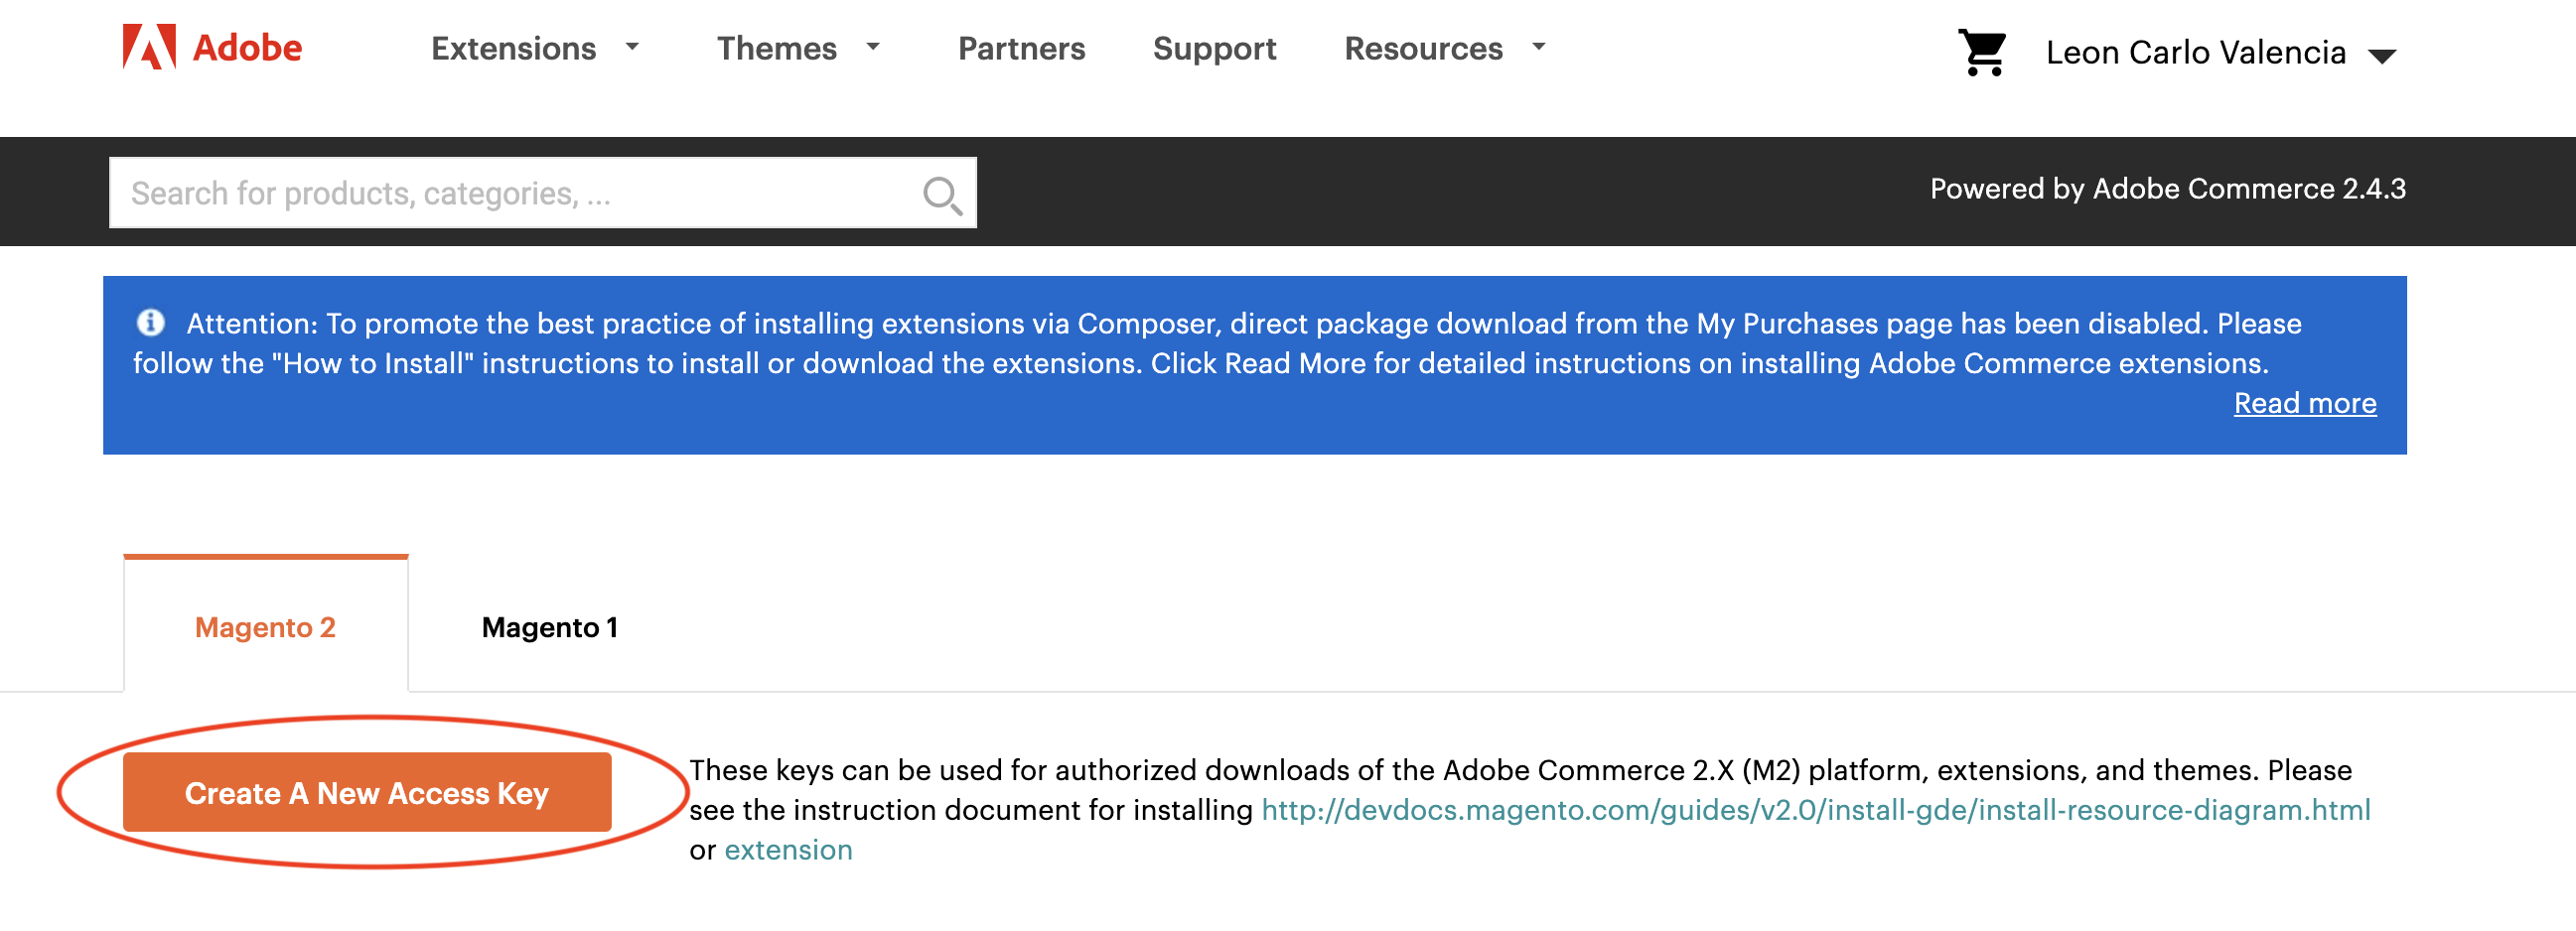 Adobe Extensions Themes Partners Support Resources Leon Carlo Valencia
Search for products, categories, ... Powered by Adobe Commerce 2.4.3
Attention: To promote the best practice of installing extensions via Composer, direct package download from the My Purchases page has been disabled. Please
follow the "How to Install" instructions to install or download the extensions. Click Read More for detailed instructions on installing Adobe Commerce extensions.
Read more
Magento 2 Magento 1
Create A New Access Key
These keys can be used for authorized downloads of the Adobe Commerce 2.X (M2) platform, extensions, and themes. Please
see the instruction document for installing http://devdocs.magento.com/guides/v2.0/install-gde/install-resource-diagram.html
or extension